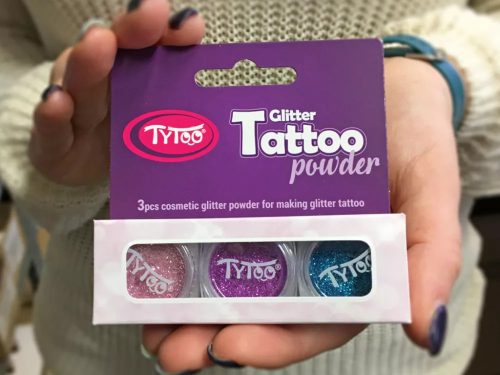 TyToo®
Glitter
Tattoo
powder
3pcs cosmetic glitter powder for making glitter tattoo
TyToo
TyToo®
TyToo